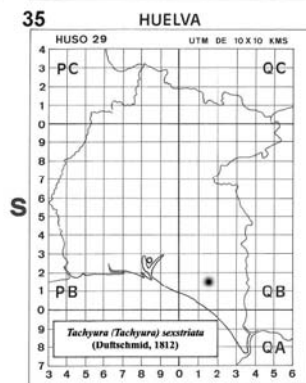 35 HUELVA
HUSO 29 UTM DE 10 X 10 KMS
4 PC QC
3
2
1
0
9
8
7
S 6
5
4
3
2
1 PB QB
0
9
8 QA
7
Tachyura (Tachyura) sexstriata
(Duftschmid, 1812)
3 4 5 6 7 8 9 0 1 2 3 4 5 6